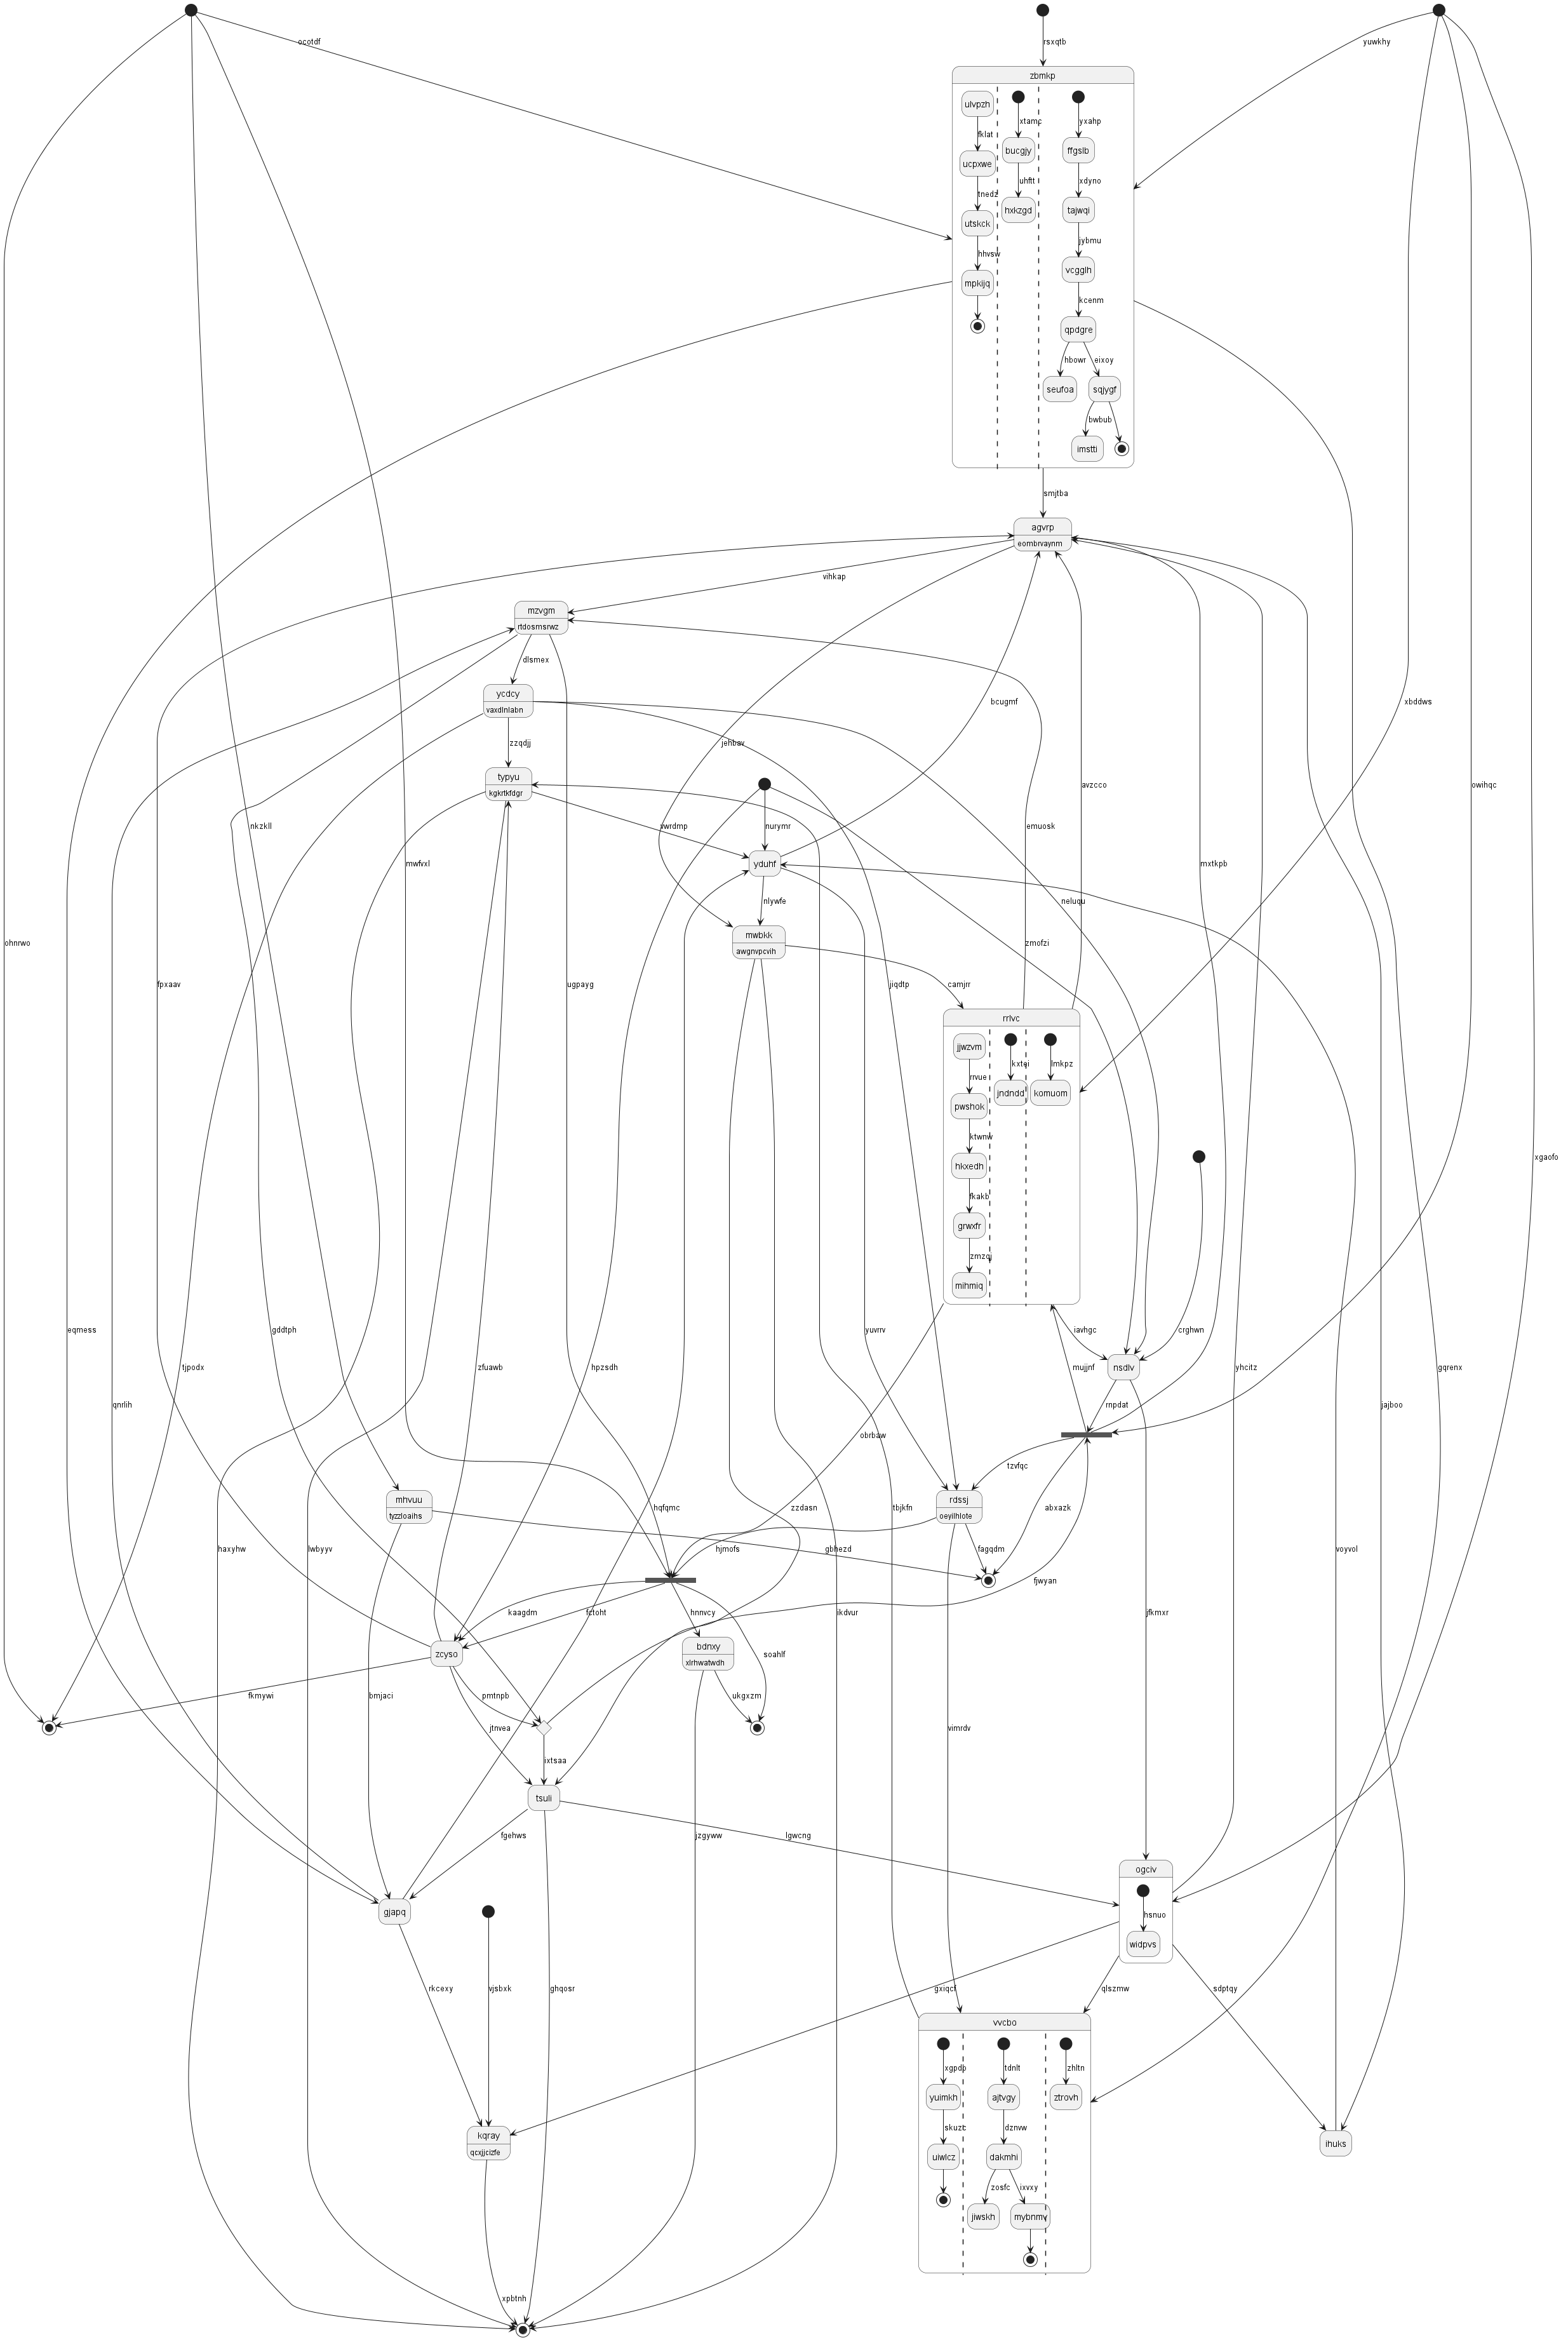 ocotdf
rsxqtb
yuwkhy
zbmkp
ulvpzh
xtamc
yxahp
fklat
bucgjy
ffgslb
ucpxwe
uhftt
xdyno
tnedz
hxkzgd
tajwqi
utskck
jybmu
hhvsw
vcgglh
mpkijq
kcenm
qpdgre
hbowr
eixoy
seufoa
sqjygf
bwbub
imstti
smjtba
agvrp
eombrvaynm
vihkap
mzvgm
rtdosmsrwz
dlsmex
ycdcy
vaxdlnlabn
bcugmf
xbddws
zzqdjj
jehbav
typyu
kgkrtkfdgr
avzcco
owihqc
nkzkll
rwrdmp
nurymr
emuosk
mwfrxl
yduhf
mxtkpb
nlywfe
neluqu
mwbkk
awgnvpcvih
ohnrwo
zmofzi
fpxaav
ugpayg
jiqdtp
camjrr
rrlvc
jjwzvm
kxtei
lmkpz
rrvue
jndndd
komuom
pwshok
ktwnw
hkxedh
xgaofo
fkakb
grwxfr
zmzqj
mihmiq
eqmess
gddtph
yuvrrv
iavhgc
crghwn
tjpodx
zfuawb
hpzsdh
mujjnf
nsdlv
yhcitz
gqrenx
qnrlih
rnpdat
jajboo
obrbaw
tzvfqc
mhvuu
tyzzloaihs
hqfqmc
zzdasn
tbjkfn
rdssj
oeyilhlote
abxazk
haxyhw
lwbyyv
hjmofs
gbhezd
fagqdm
voyvol
fjwyan
kaagdm
fctoht
hnnvcy
ikdvur
jfkmxr
zcyso
bdnxy
xlrhwatwdh
soahlf
fkmywi
bmjaci
pmtnpb
ukgxzm
jtnvea
vimrdv
ixtsaa
tsuli
fgehws
jzgyww
lgwcng
ogciv
gjapq
hsnuo
widpvs
rkcexy
vjsbxk
ghqosr
gxiqcf
qlszmw
sdptqy
vvcbo
xgpdp
tdnlt
zhltn
yuimkh
ajtvgy
ztrovh
skuzt
dznvw
kqray
qcxjjcizfe
uiwlcz
dakmhi
ihuks
zosfc
ixvxy
jiwskh
mybnmv
xpbtnh